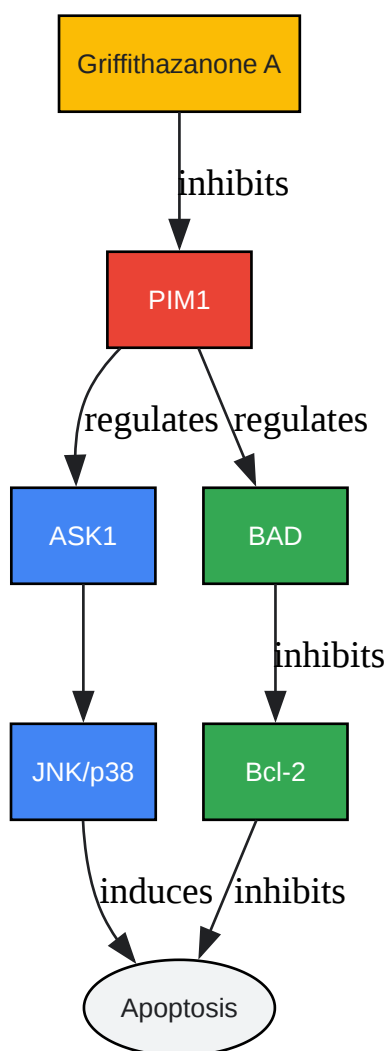 Griffithazanone A
inhibits
PIM1
regulates regulates
ASK1 BAD
inhibits
JNK/p38 Bcl-2
induces inhibits
Apoptosis